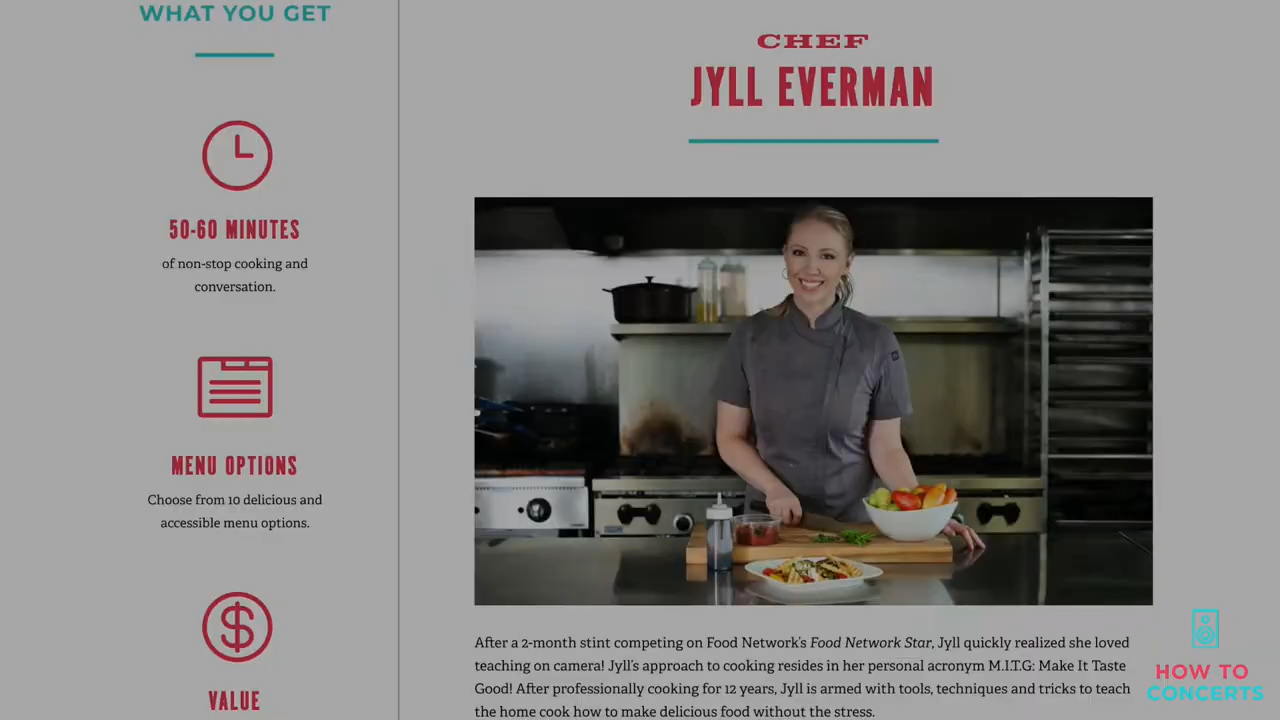 WHAT YOU GET
50-60 MINUTES
of non-stop cooking and
conversation.
MENU OPTIONS
Choose from 10 delicious and
accessible menu options.
VALUE
CHEF
JYLL EVERMAN
After a 2-month stint competing on Food Network's Food Network Star, Jyll quickly realized she loved
teaching on camera! Jyll's approach to cooking resides in her personal acronym M.I.T.G: Make It Taste
Good! After professionally cooking for 12 years, Jyll is armed with tools, techniques and tricks to teach
the home cook how to make delicious food without the stress.
HOW TO
CONCERTS